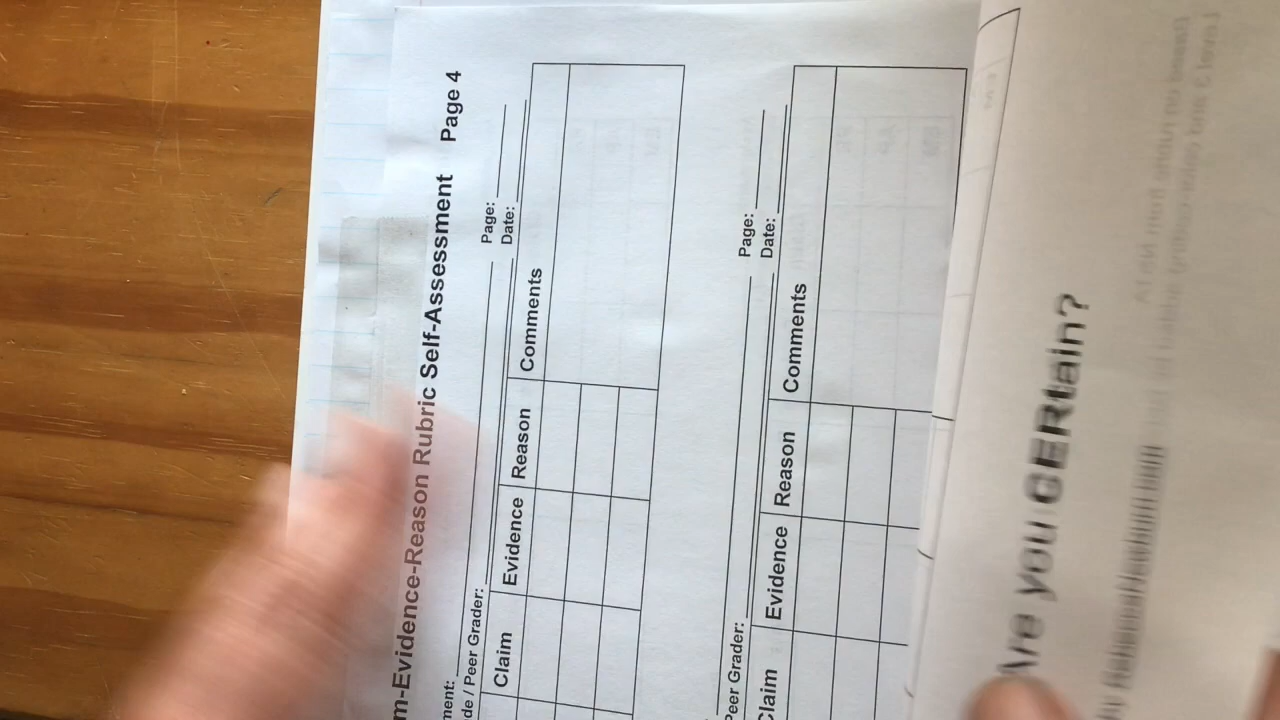 m-Evidence-Reason Rubric Self-Assessment Page 4
ment: Page:
de / Peer Grader: Date:
Claim Evidence Reason Comments
Page:
Peer Grader: Date:
Claim Evidence Reason Comments
Are you CERtain?